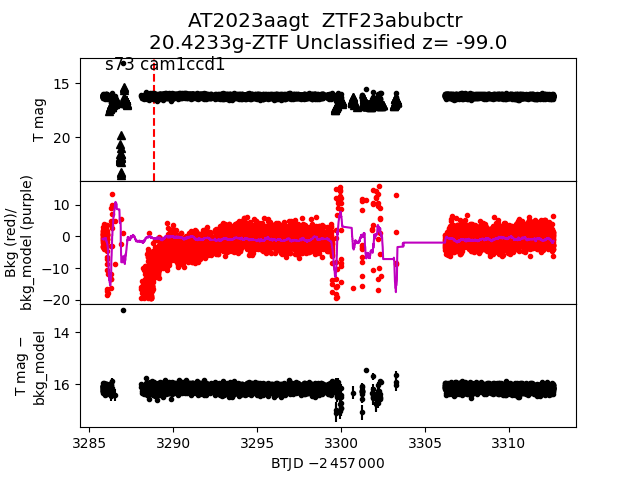 AT2023aagt  ZTF23abubctr
20.4233g-ZTF Unclassified z= -99.0
s73 cam1ccd1
T mag
15
20
Bkg (red)/
bkg_model (purple)
10
0
−10
−20
T mag −
bkg_model
14
16
3285
3290
3295
3300
3305
3310
BTJD −2 457 000